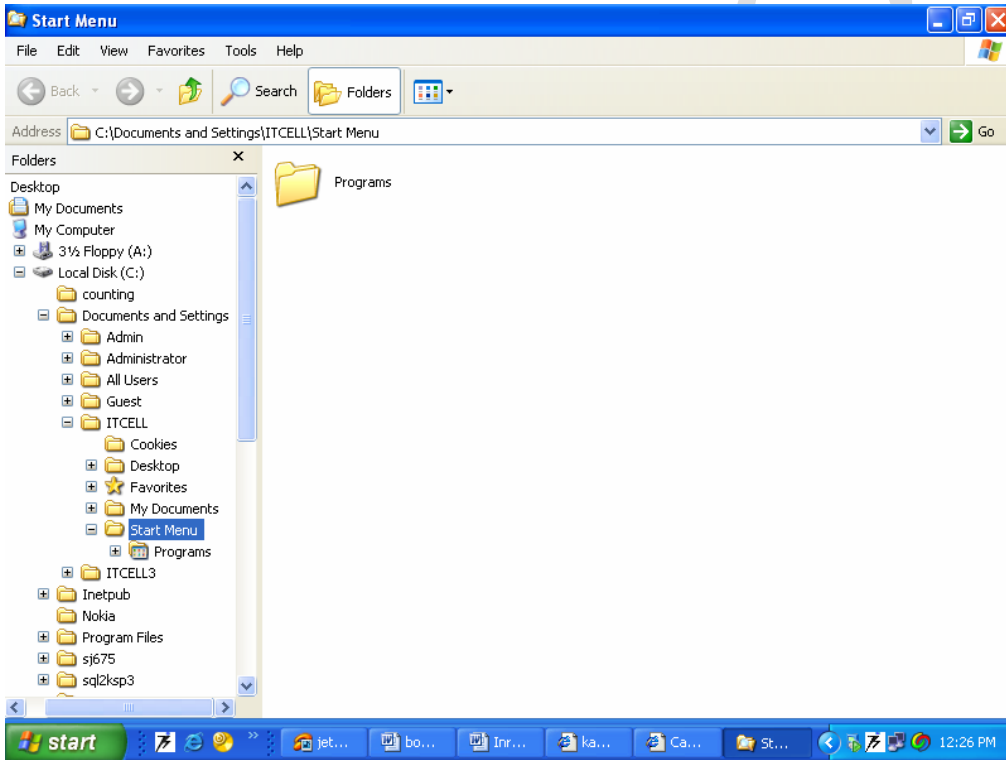 Start Menu
File Edit View Favorites Tools Help
Back Search Folders
Address C:\Documents and Settings\ITCELL\Start Menu Go
Folders
Desktop
My Documents
My Computer
3½ Floppy (A:)
Local Disk (C:)
counting
Documents and Settings
Admin
Administrator
All Users
Guest
ITCELL
Cookies
Desktop
Favorites
My Documents
Start Menu
Programs
ITCELL3
Inetpub
Nokia
Program Files
sj675
sql2ksp3
Programs
start jet... bo... Inr... ka... Ca... St... 12:26 PM